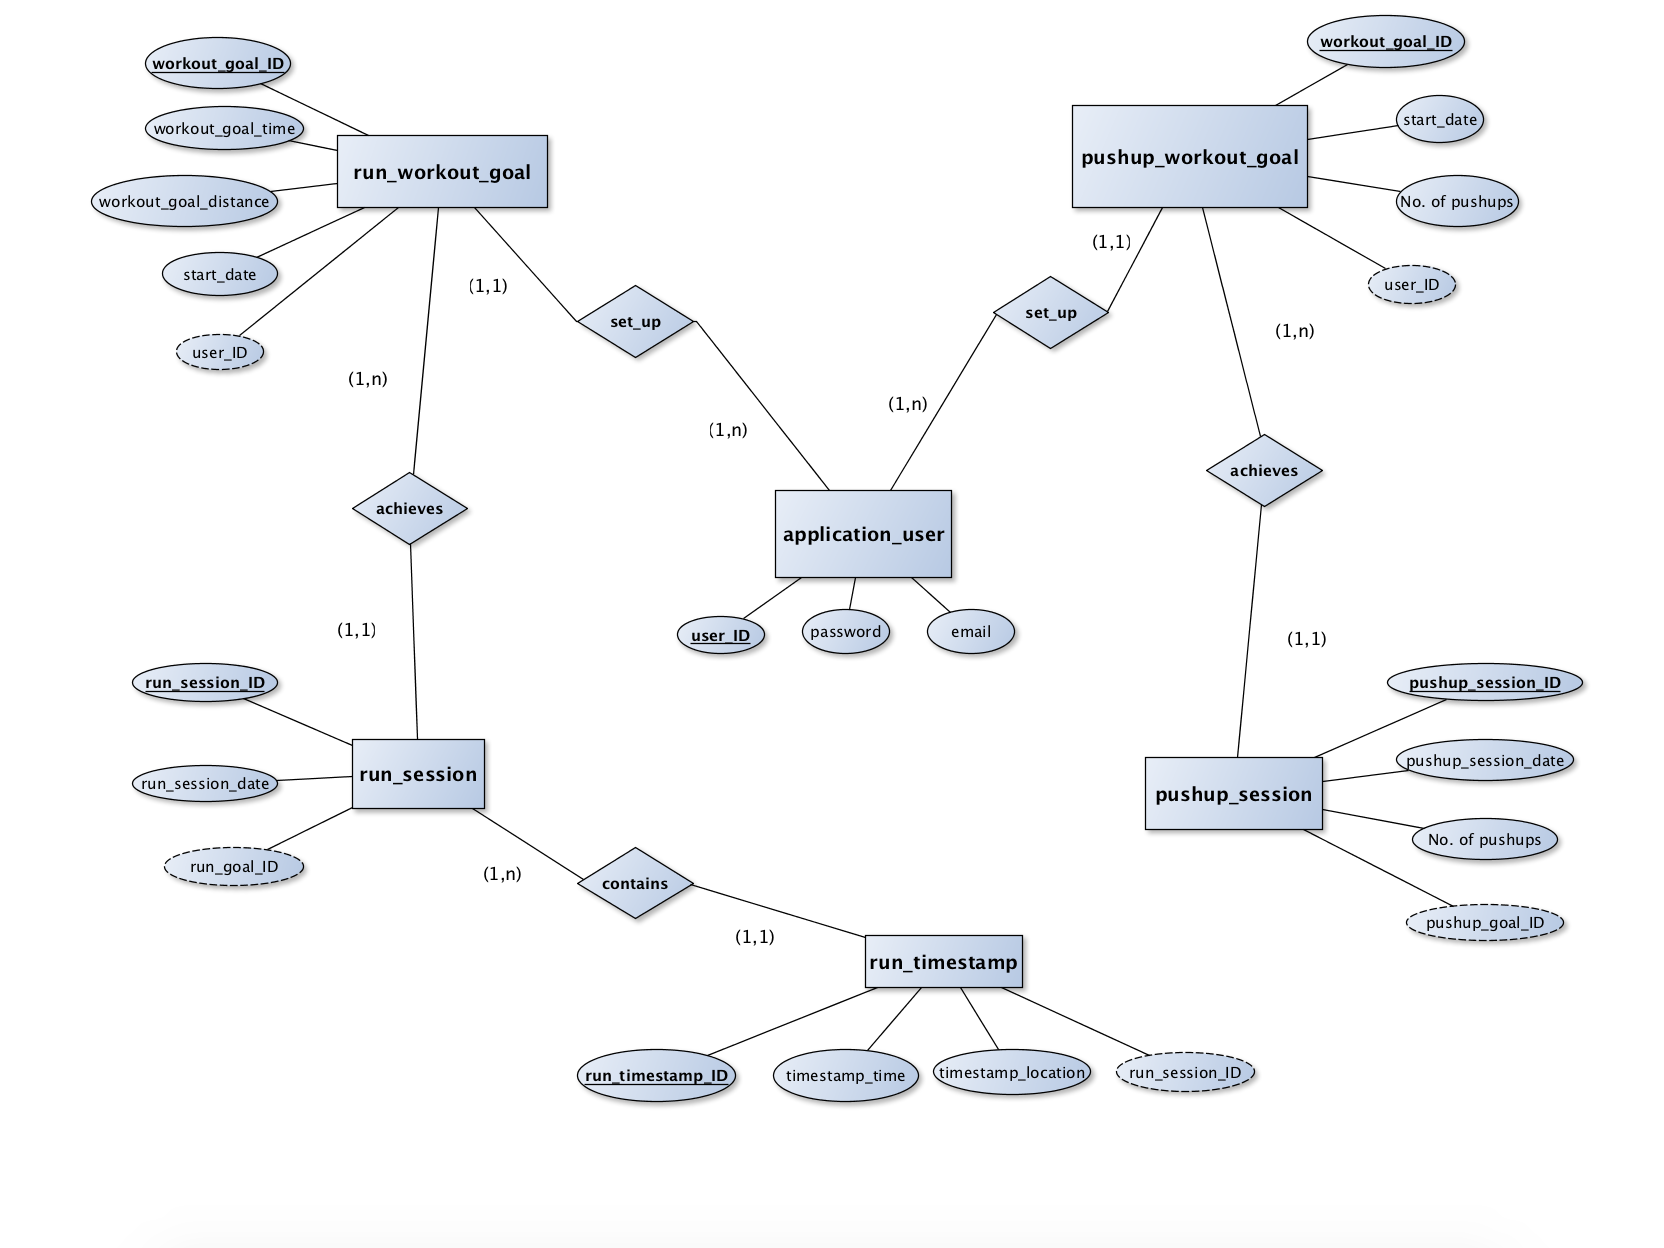 workout_goal_ID
workout_goal_time
workout_goal_distance
start_date
user_ID
run_workout_goal
(1,1)
set_up
(1,n)
(1,n)
achieves
(1,1)
workout_goal_ID
start_date
No. of pushups
user_ID
pushup_workout_goal
(1,1)
set_up
(1,n)
(1,n)
achieves
(1,1)
application_user
user_ID
password
email
run_session_ID
run_session_date
run_goal_ID
run_session
(1,n)
contains
(1,1)
run_timestamp
run_timestamp_ID
timestamp_time
timestamp_location
run_session_ID
pushup_session
pushup_session_ID
pushup_session_date
No. of pushups
pushup_goal_ID